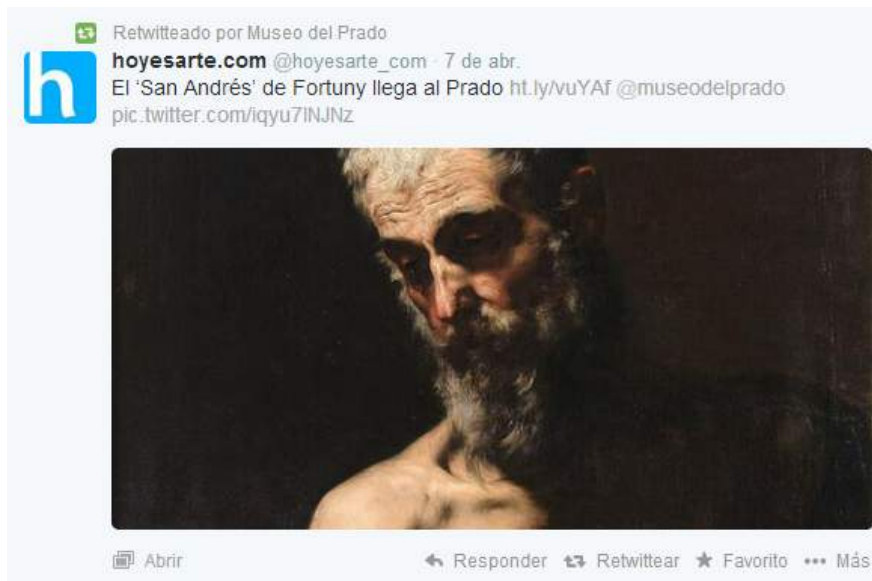 Retwitteado por Museo del Prado
hoyesarte.com @hoyesarte_com · 7 de abr.
El ‘San Andrés’ de Fortuny llega al Prado ht.ly/vuYAf @museodelprado
pic.twitter.com/iqyu7lNJNz
h
Abrir Responder Retwittear Favorito Más